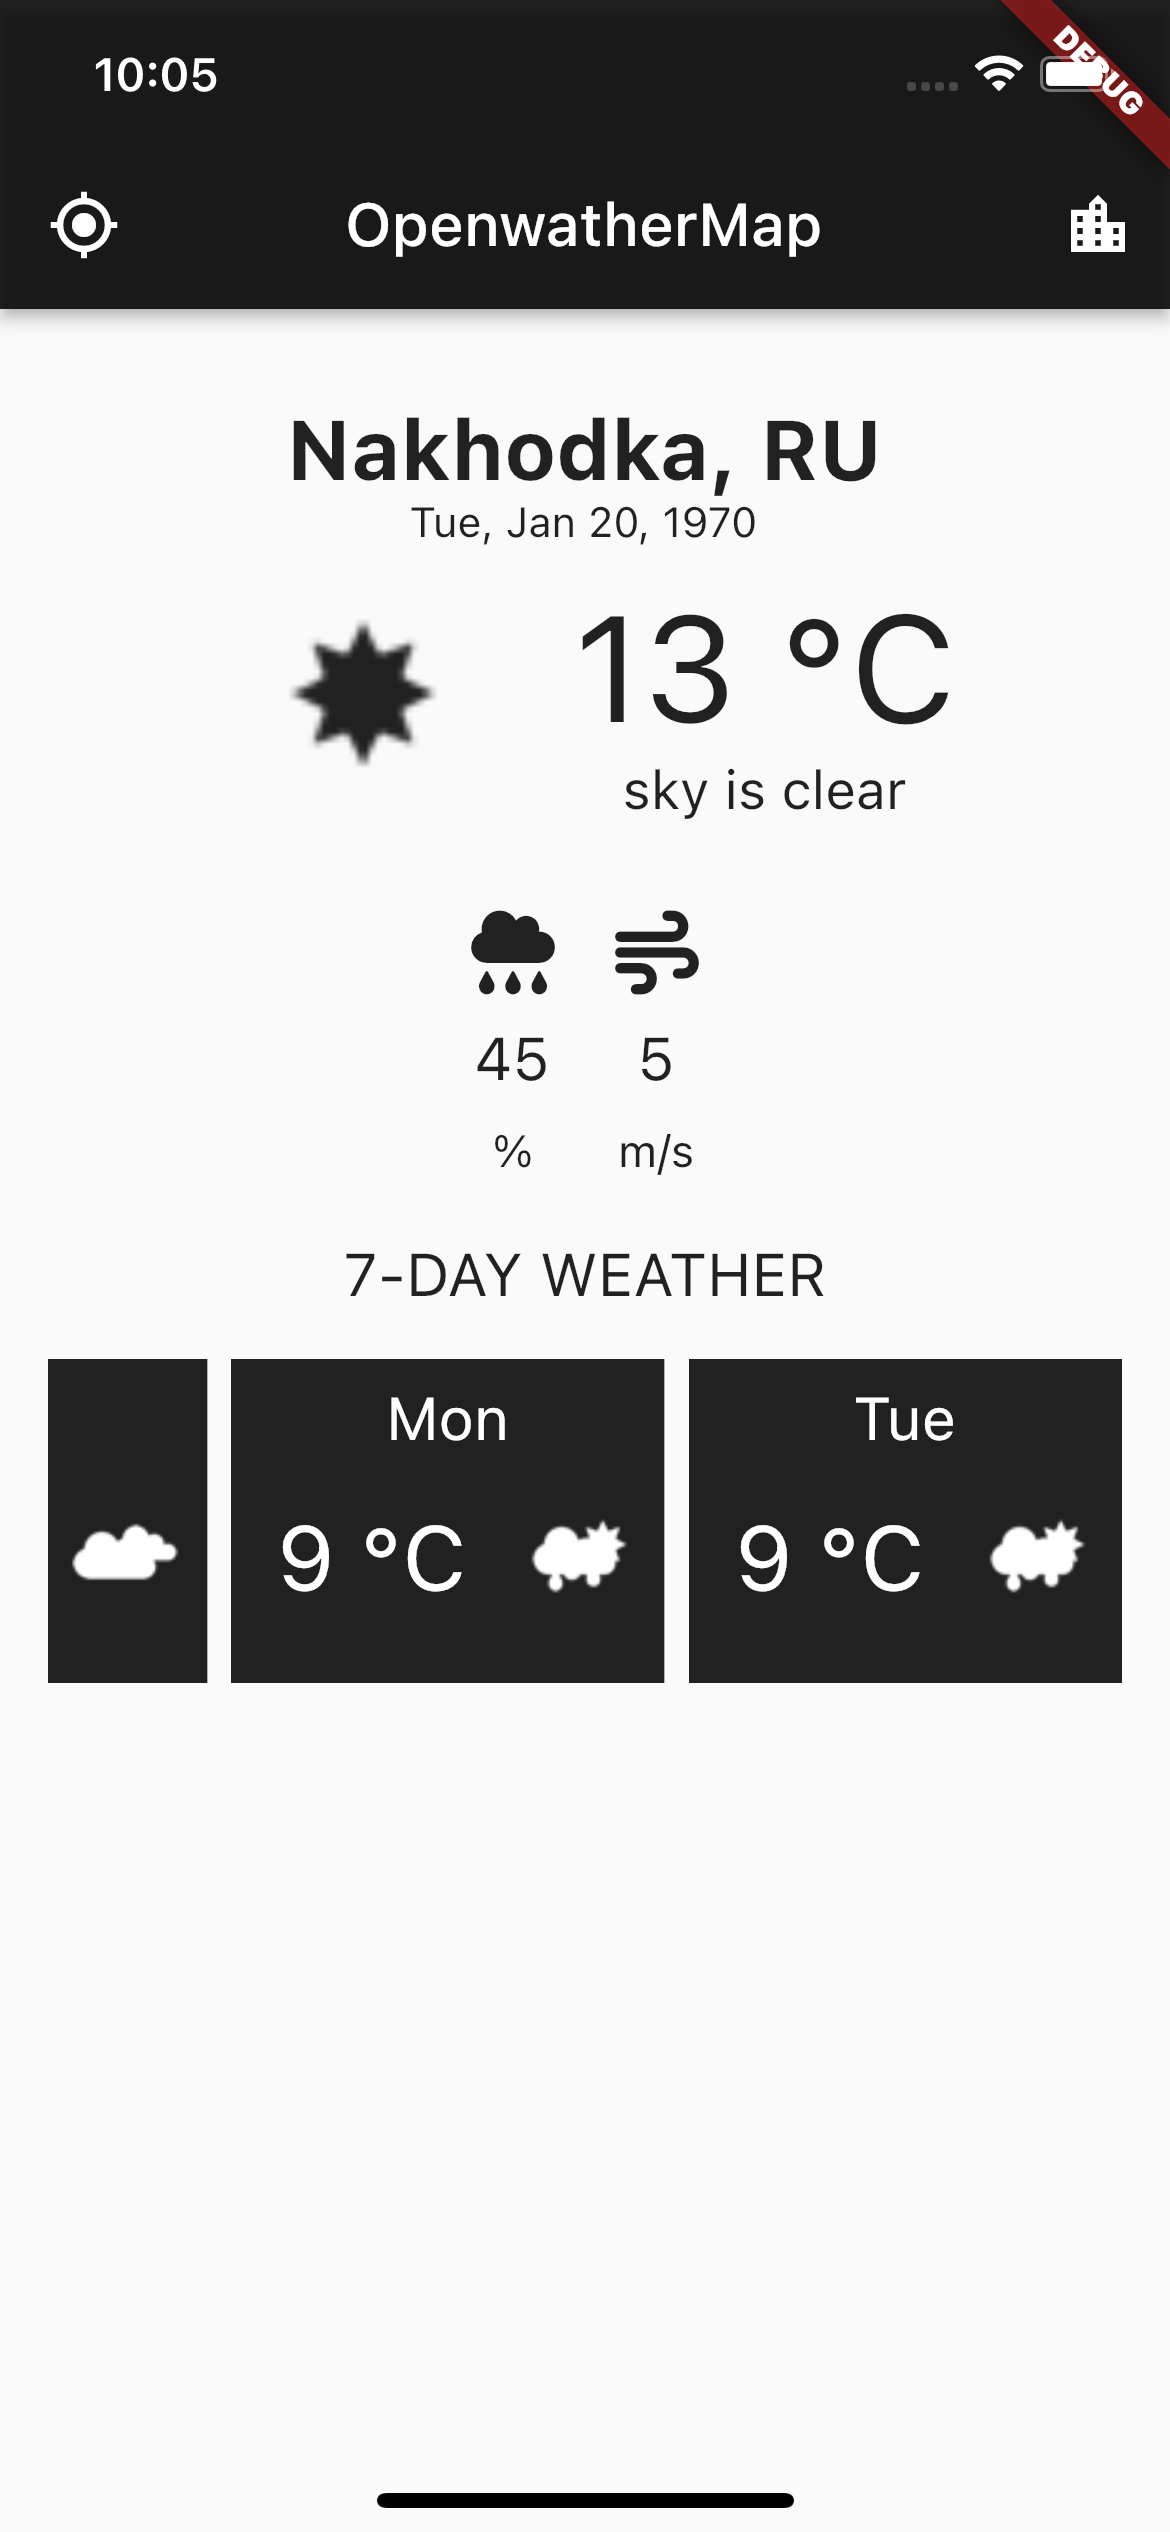 10:05
DEBUG
OpenwatherMap
Nakhodka, RU
Tue, Jan 20, 1970
13 °C
sky is clear
45 5
% m/s
7-DAY WEATHER
Mon Tue
9 °C 9 °C